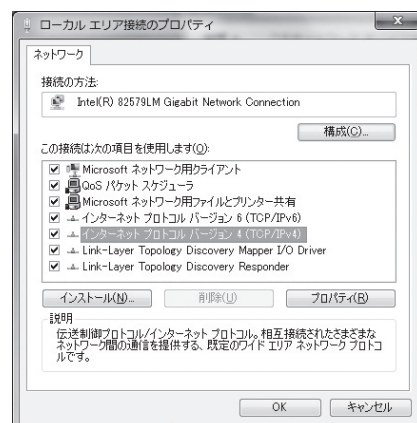 ローカル エリア接続のプロパティ
ネットワーク
接続の方法:
Intel(R) 82579LM Gigabit Network Connection
構成(C)...
この接続は次の項目を使用します(O):
Microsoft ネットワーク用クライアント
QoS パケット スケジューラ
Microsoft ネットワーク用ファイルとプリンター共有
インターネット プロトコル バージョン 6 (TCP/IPv6)
インターネット プロトコル バージョン 4 (TCP/IPv4)
Link-Layer Topology Discovery Mapper I/O Driver
Link-Layer Topology Discovery Responder
インストール(N)... 削除(U) プロパティ(R)
説明
伝送制御プロトコル/インターネット プロトコル。相互接続されたさまざまな
ネットワーク間の通信を提供する、既定のワイド エリア ネットワーク プロトコ
ルです。
OK キャンセル